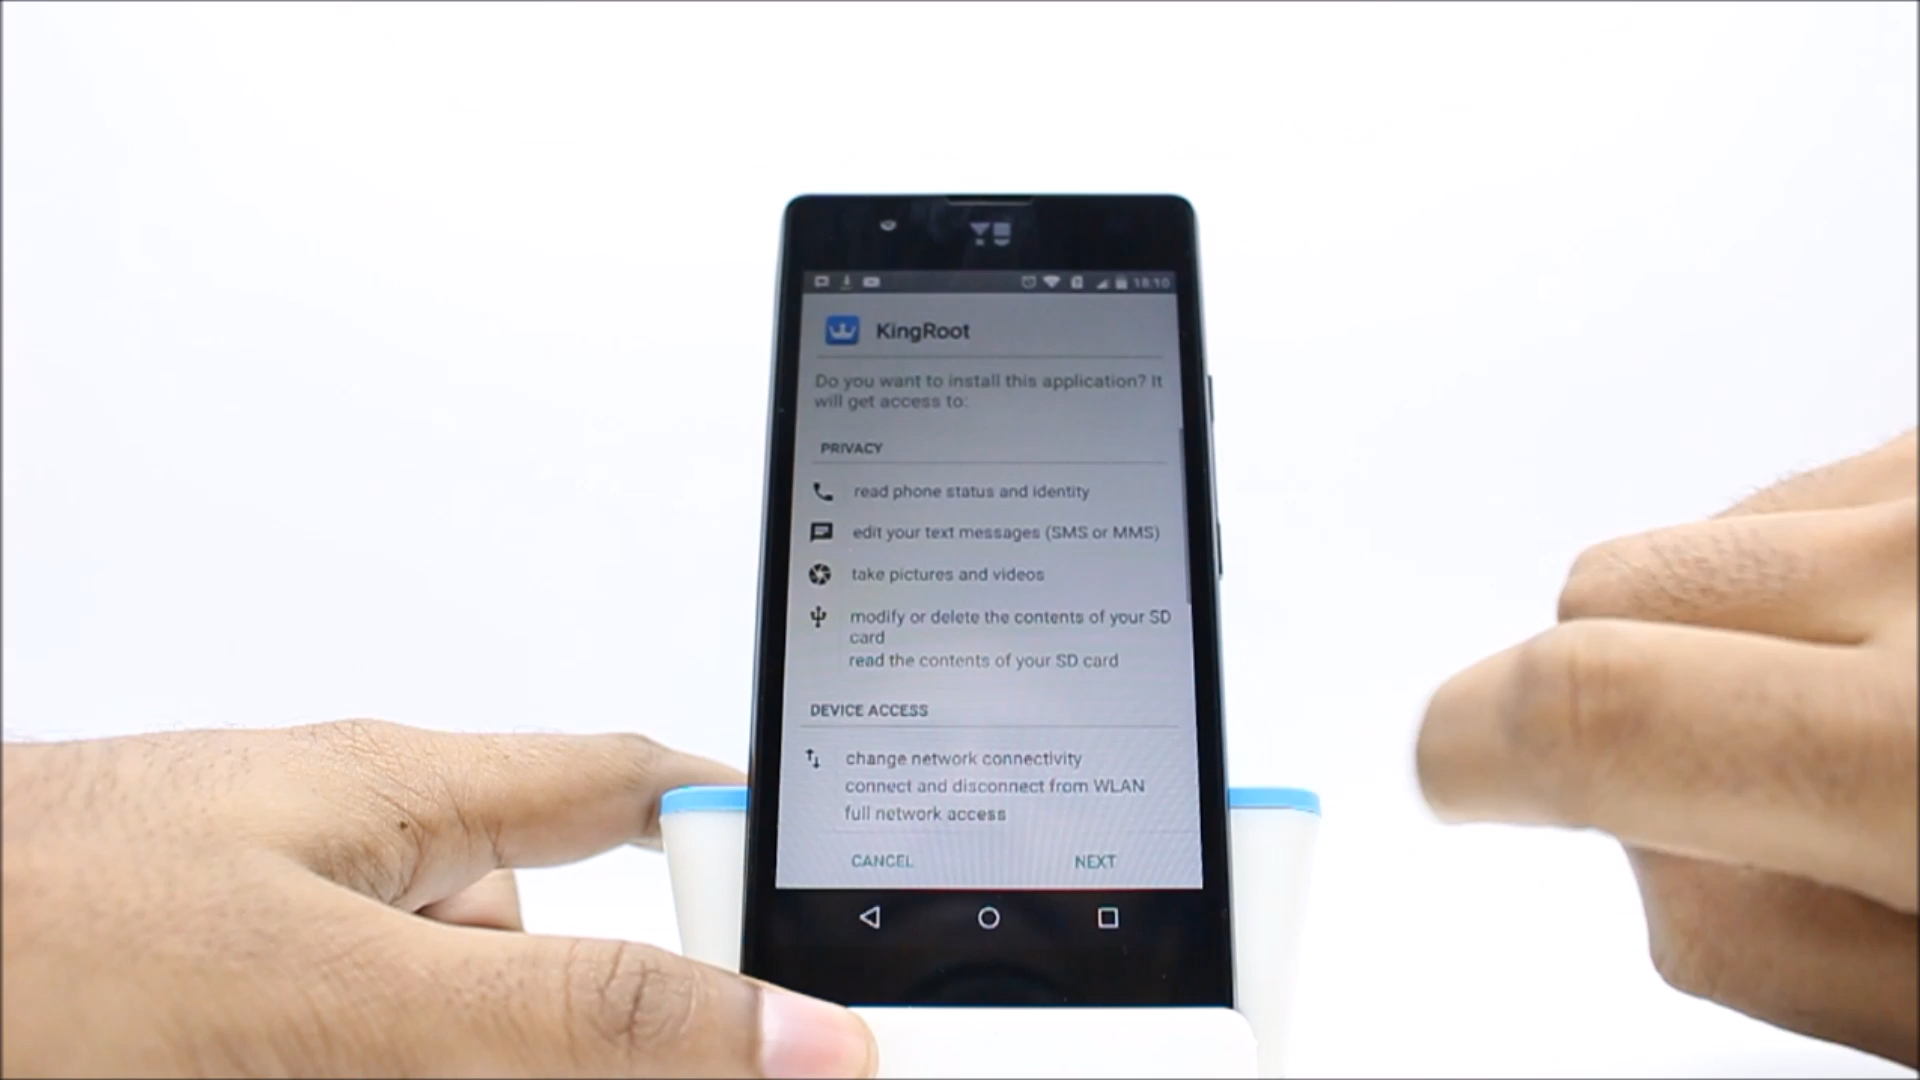 YU
18:10
KingRoot
Do you want to install this application? It
will get access to:
PRIVACY
read phone status and identity
edit your text messages (SMS or MMS)
take pictures and videos
modify or delete the contents of your SD
card
read the contents of your SD card
DEVICE ACCESS
change network connectivity
connect and disconnect from WLAN
full network access
CANCEL NEXT